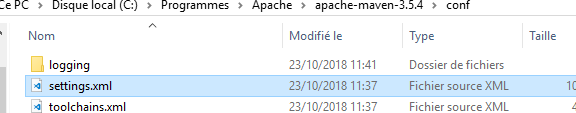 Ce PC > Disque local (C:) > Programmes > Apache > apache-maven-3.5.4 > conf
Nom Modifié le Type Taille
logging 23/10/2018 11:41 Dossier de fichiers
settings.xml 23/10/2018 11:37 Fichier source XML 10
toolchains.xml 23/10/2018 11:37 Fichier source XML 4